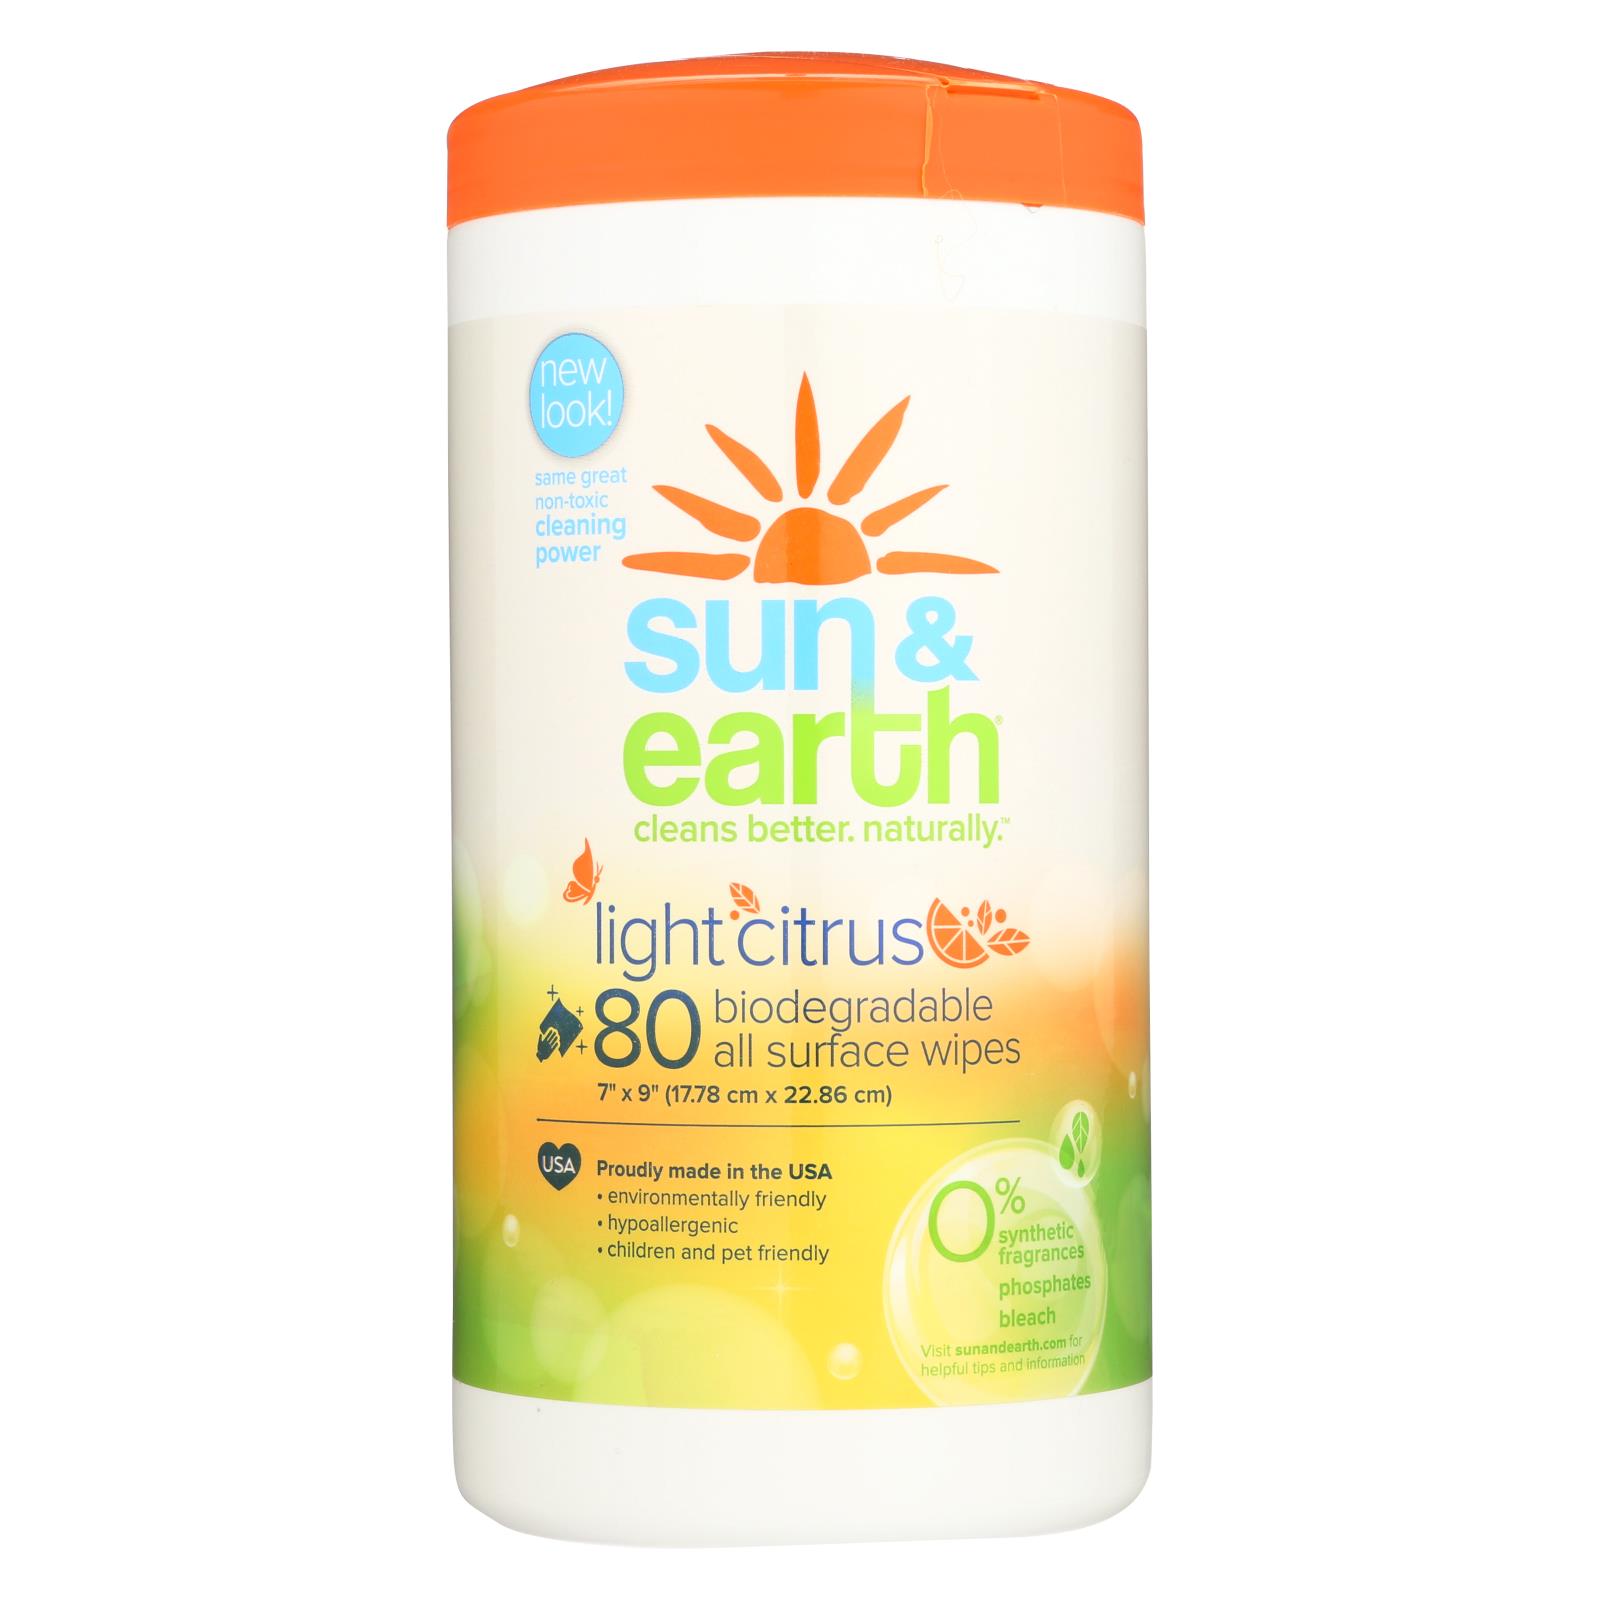 new
look!
same great
non-toxic
cleaning
power
sun &
earth®
cleans better. naturally.™
light citrus
80 biodegradable
all surface wipes
7" x 9" (17.78 cm x 22.86 cm)
USA
Proudly made in the USA
• environmentally friendly
• hypoallergenic
• children and pet friendly
0%
synthetic
fragrances
phosphates
bleach
Visit sunandearth.com for
helpful tips and information